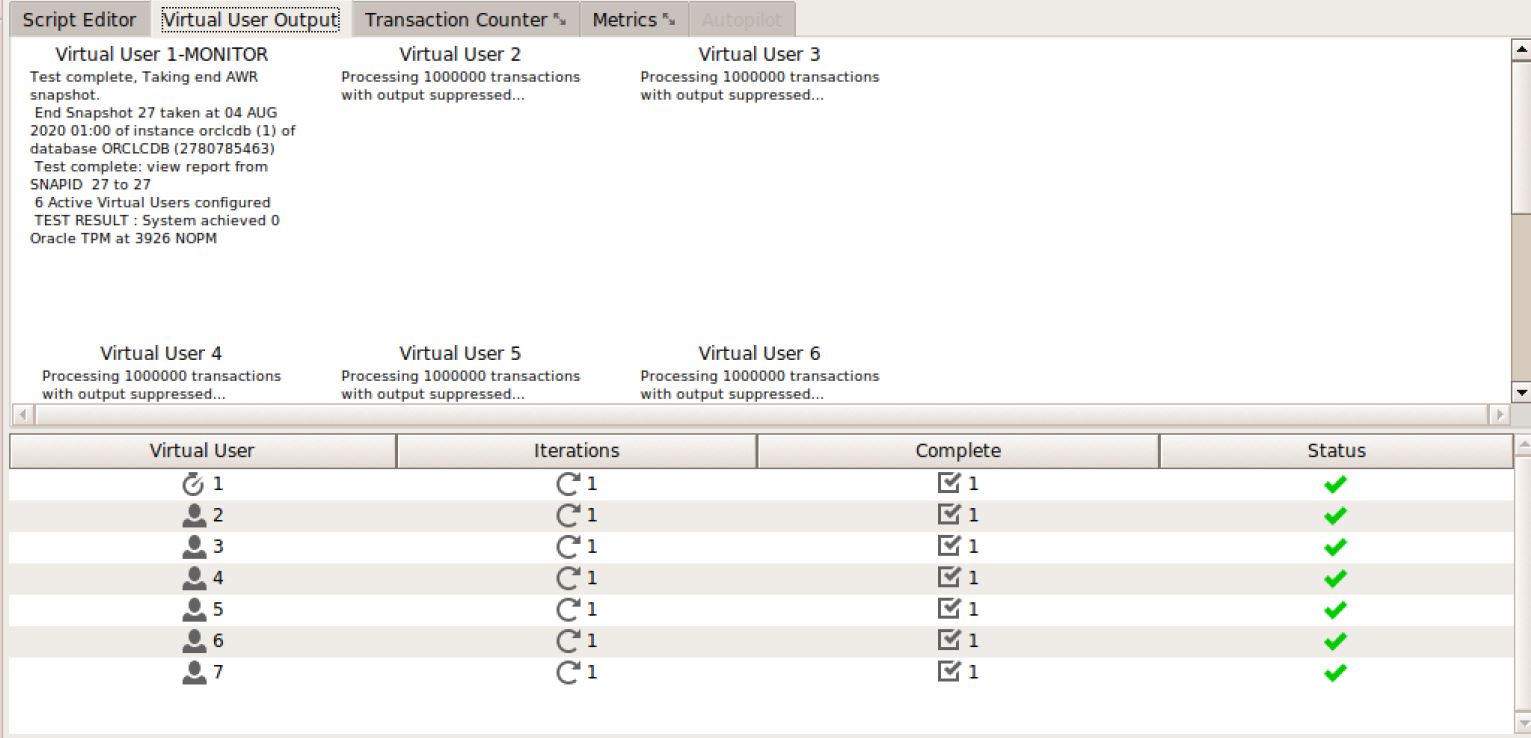 Script Editor Virtual User Output Transaction Counter Metrics Autopilot
Virtual User 1-MONITOR
Test complete, Taking end AWR
snapshot.
End Snapshot 27 taken at 04 AUG
2020 01:00 of instance orclcdb (1) of
database ORCLCDB (2780785463)
Test complete: view report from
SNAPID 27 to 27
6 Active Virtual Users configured
TEST RESULT : System achieved 0
Oracle TPM at 3926 NOPM
Virtual User 2
Processing 1000000 transactions
with output suppressed...
Virtual User 3
Processing 1000000 transactions
with output suppressed...
Virtual User 4
Processing 1000000 transactions
with output suppressed...
Virtual User 5
Processing 1000000 transactions
with output suppressed...
Virtual User 6
Processing 1000000 transactions
with output suppressed...
Virtual User Iterations Complete Status
1 1 1
2 1 1
3 1 1
4 1 1
5 1 1
6 1 1
7 1 1